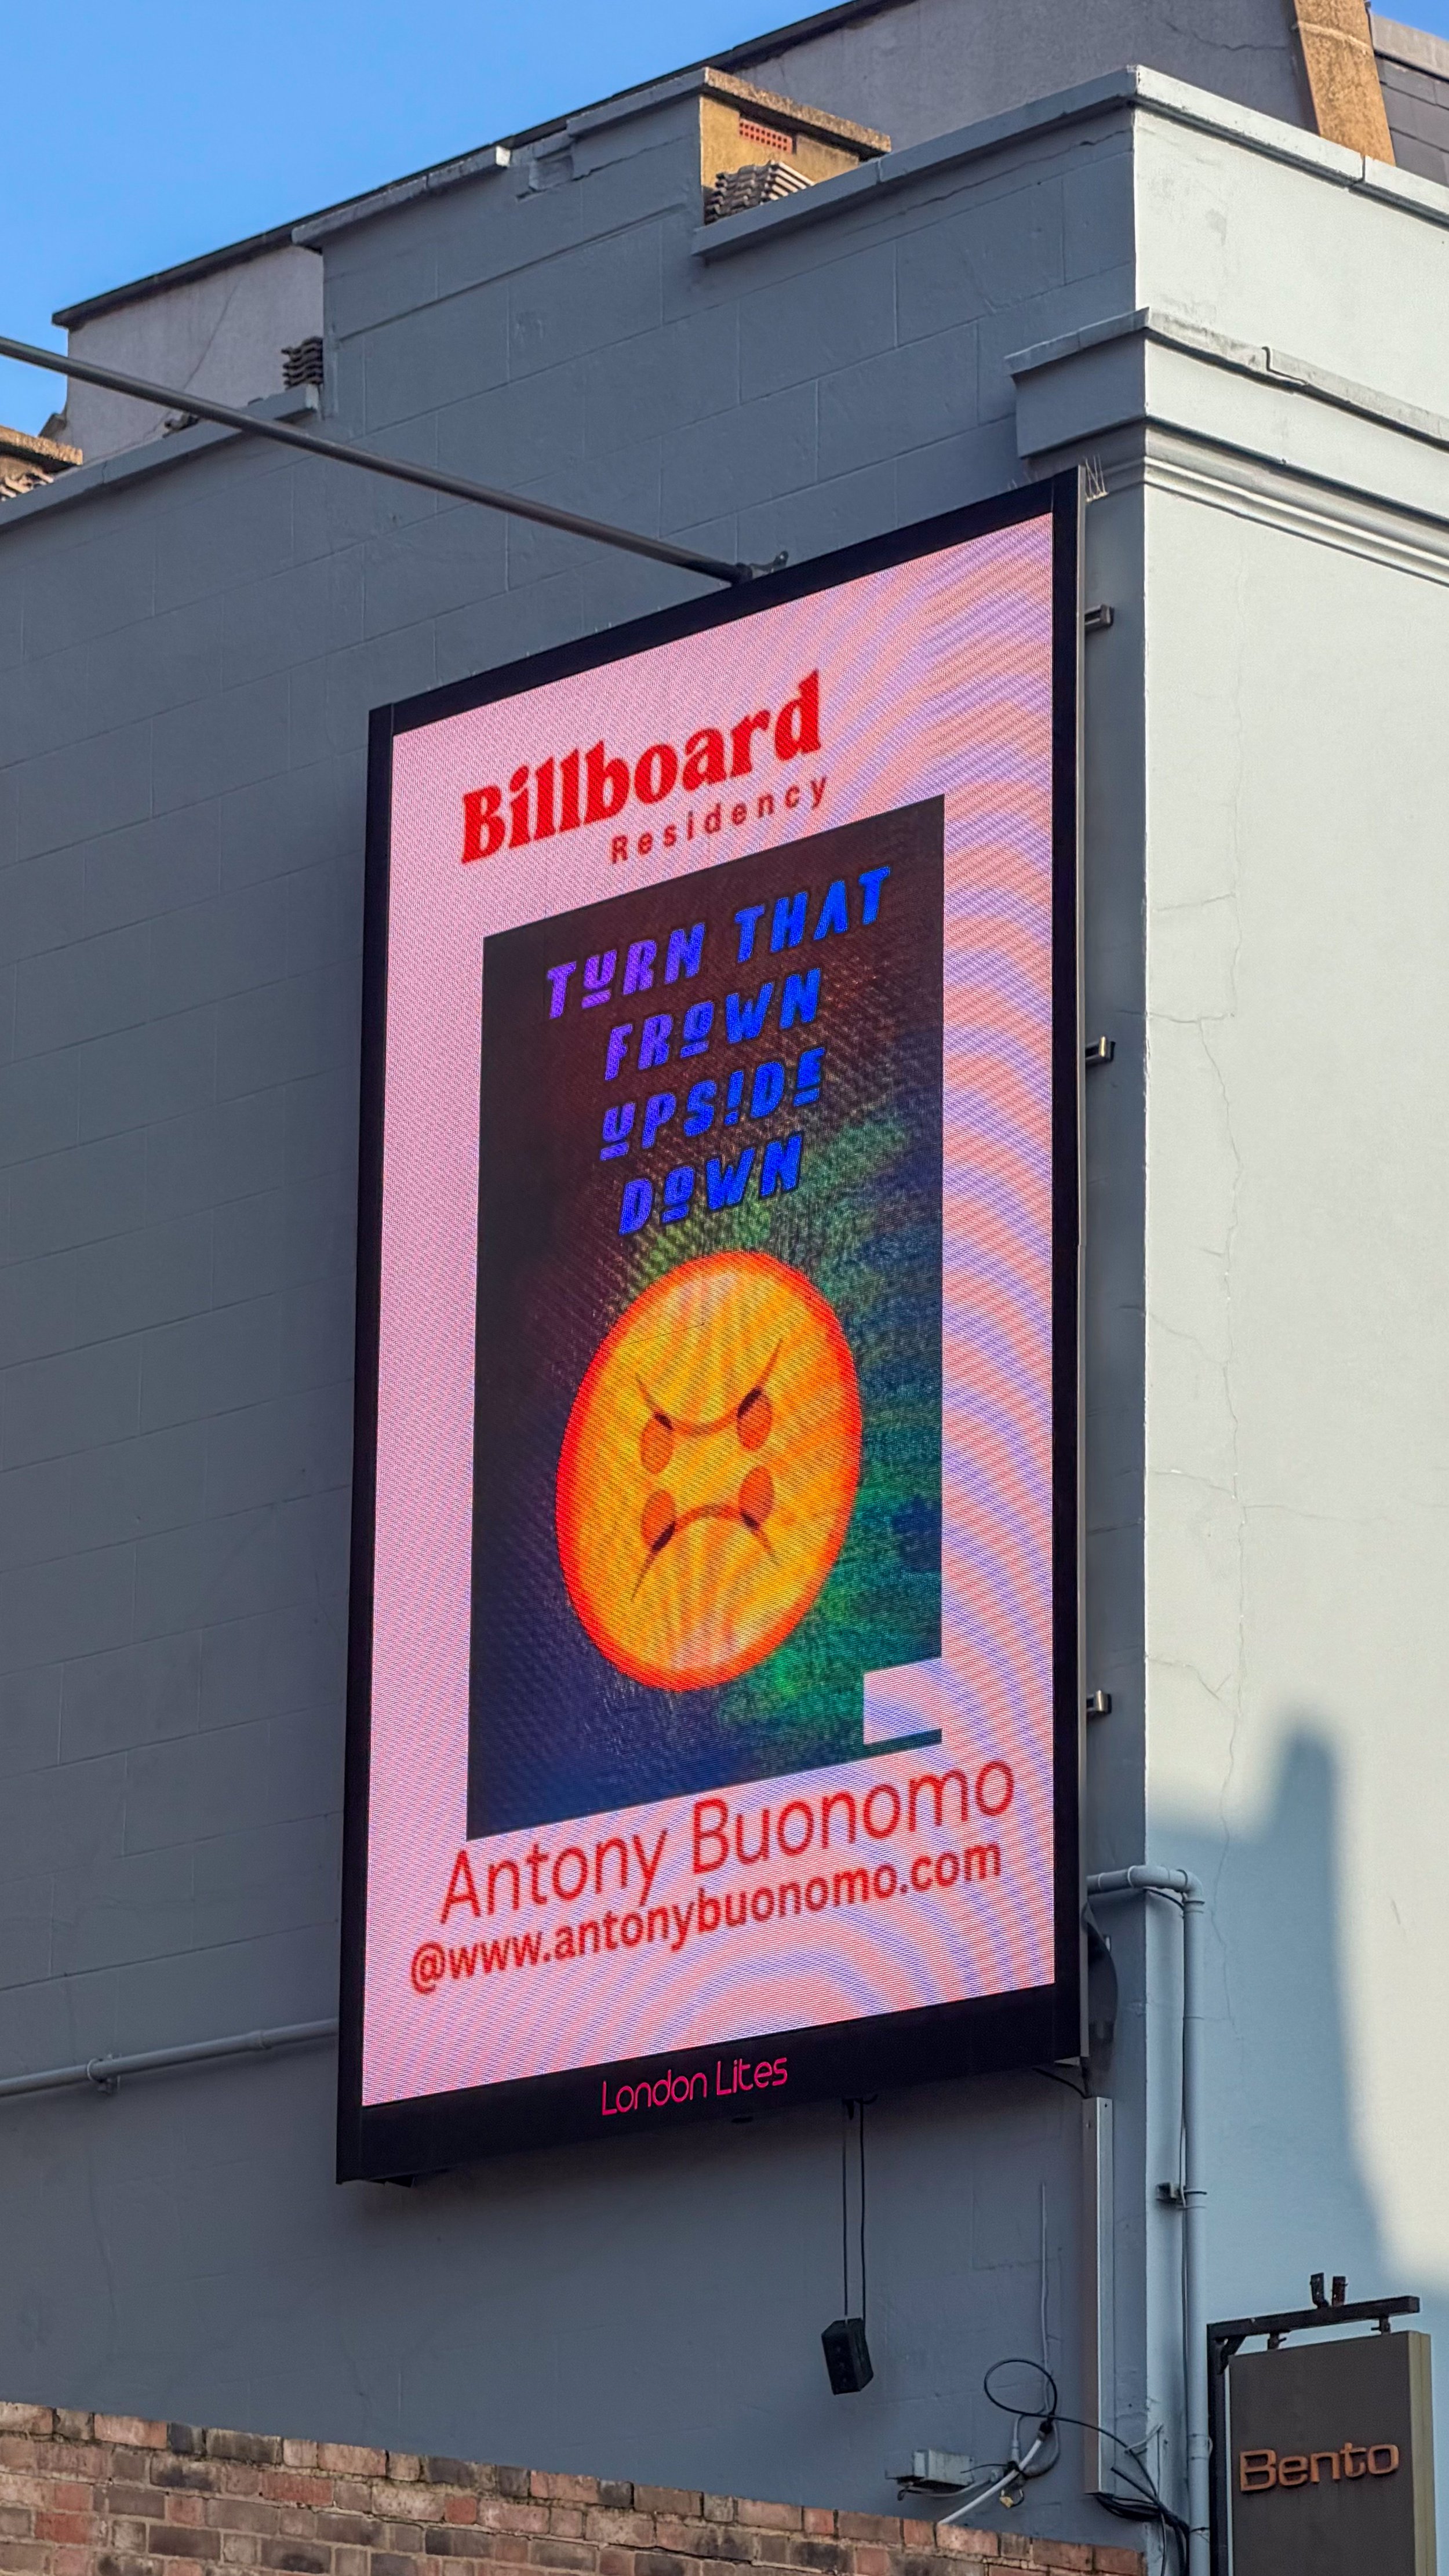 Billboard
Residency
TURN THAT
FROWN
UPSIDE
DOWN
Antony Buonomo
@www.antonybuonomo.com
London Lites
Bento